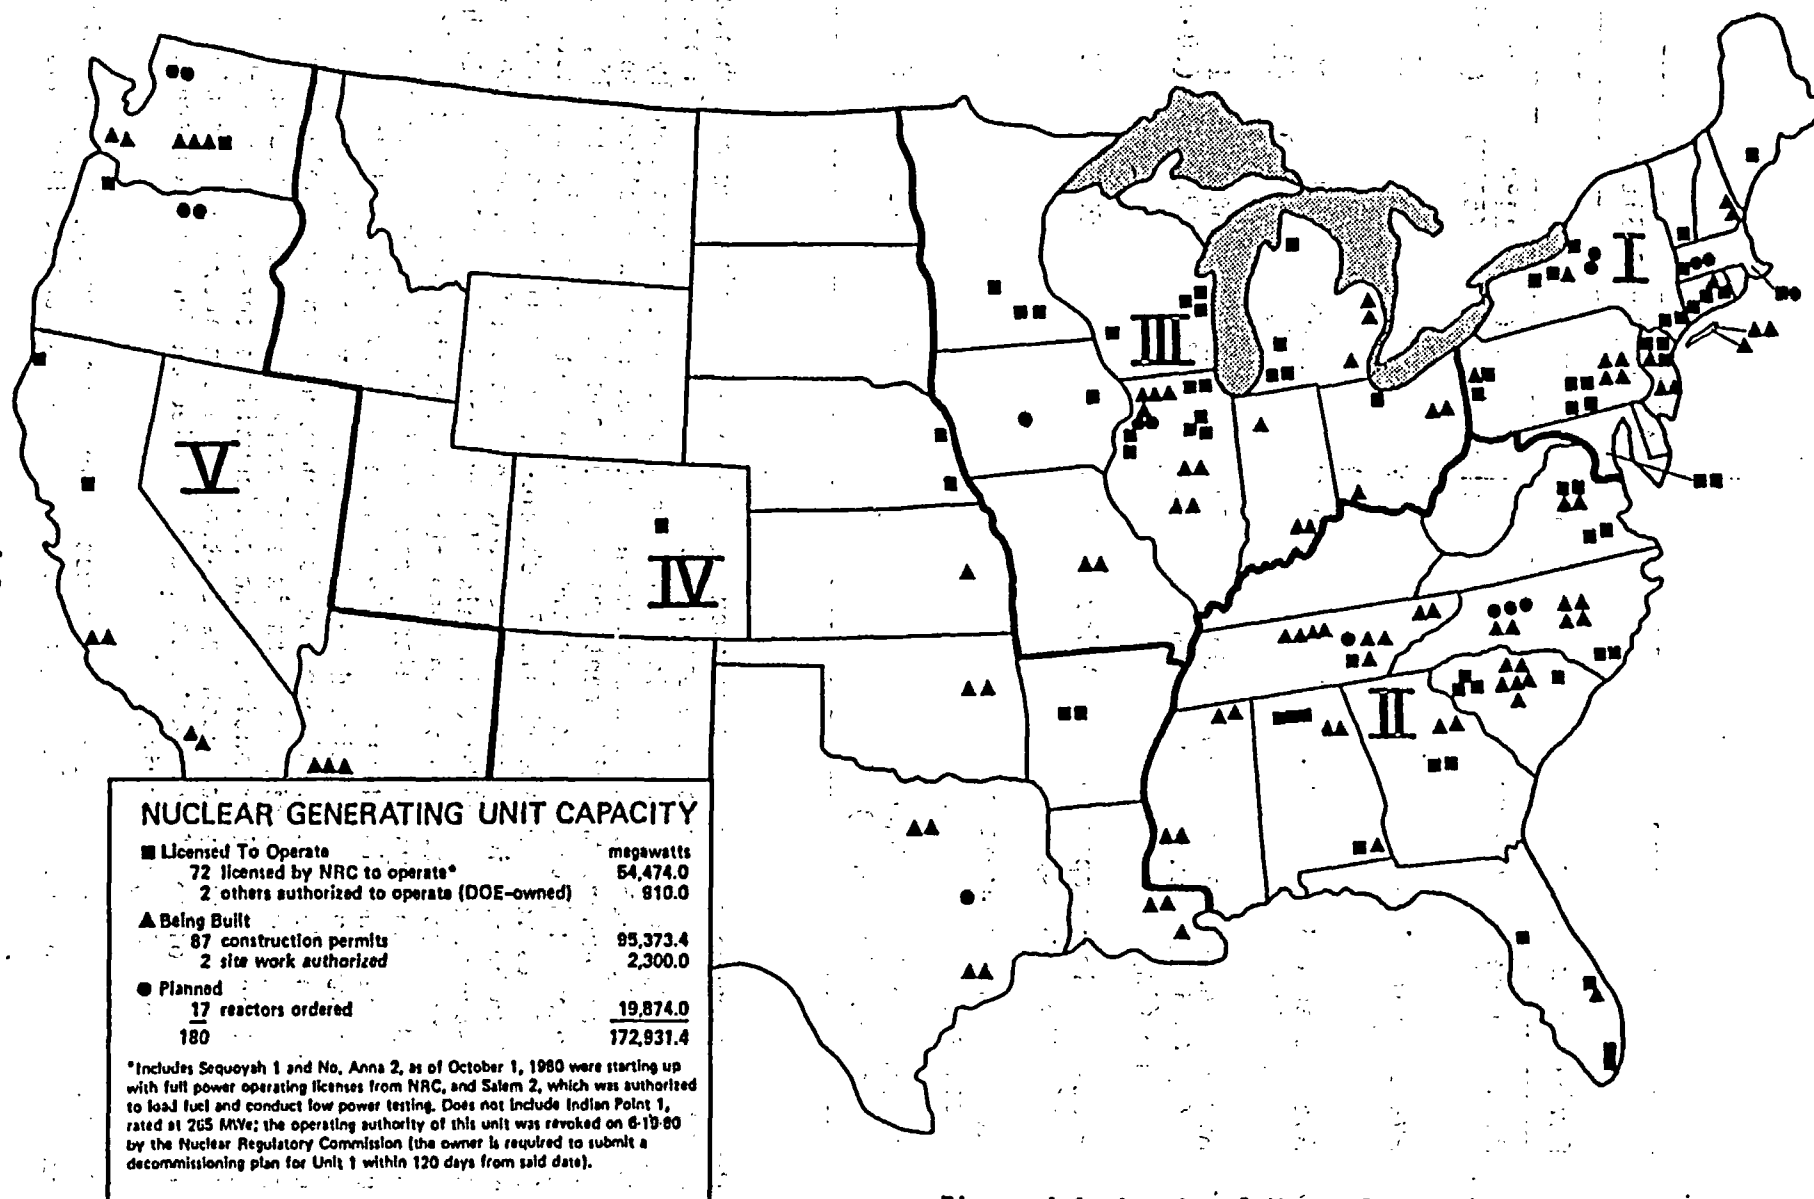 I
III
V
IV
II
NUCLEAR GENERATING UNIT CAPACITY
■ Licensed To Operate megawatts
72 licensed by NRC to operate* 54,474.0
2 others authorized to operate (DOE-owned) 810.0
▲ Being Built
87 construction permits 95,373.4
2 site work authorized 2,300.0
● Planned
17 reactors ordered 19,874.0
180 172,931.4
*Includes Sequoyah 1 and No. Anna 2, as of October 1, 1980 were starting up
with full power operating licenses from NRC, and Salem 2, which was authorized
to load fuel and conduct low power testing. Does not include Indian Point 1,
rated at 265 MWe; the operating authority of this unit was revoked on 6-19-80
by the Nuclear Regulatory Commission (the owner is required to submit a
decommissioning plan for Unit 1 within 120 days from said date).